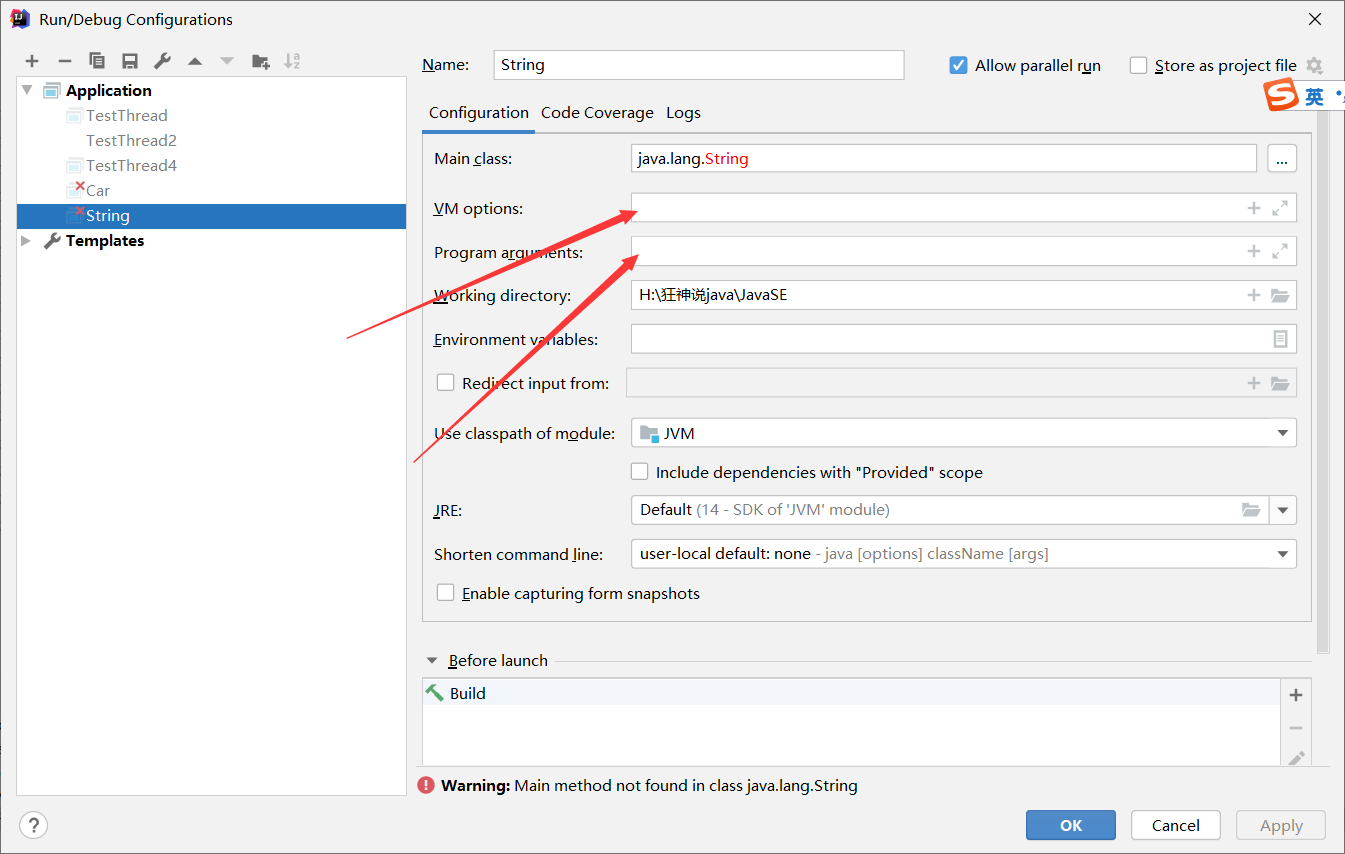 Run/Debug Configurations
Name: String Allow parallel run Store as project file
英
Application
TestThread
TestThread2
TestThread4
Car
String
Templates
Configuration Code Coverage Logs
Main class: java.lang.String ...
VM options:
Program arguments:
Working directory: H:\狂神说java\JavaSE
Environment variables:
Redirect input from:
Use classpath of module: JVM
Include dependencies with "Provided" scope
JRE: Default (14 - SDK of 'JVM' module)
Shorten command line: user-local default: none - java [options] className [args]
Enable capturing form snapshots
Before launch
Build
Warning: Main method not found in class java.lang.String
? OK Cancel Apply